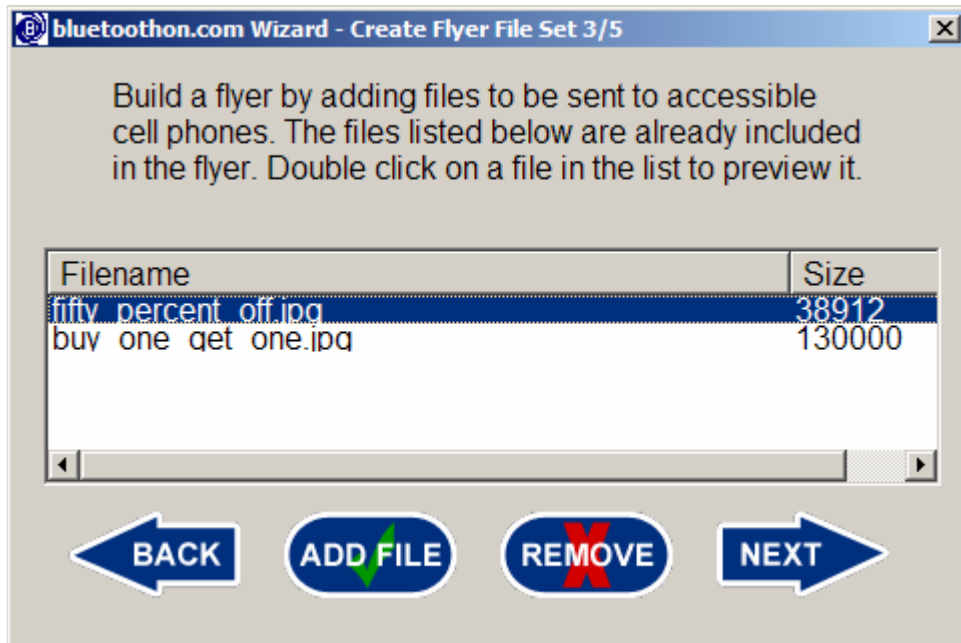 bluetoothon.com Wizard - Create Flyer File Set 3/5
Build a flyer by adding files to be sent to accessible
cell phones. The files listed below are already included
in the flyer. Double click on a file in the list to preview it.
Filename Size
fifty_percent_off.jpg 38912
buy_one_get_one.jpg 130000
BACK ADD FILE REMOVE NEXT